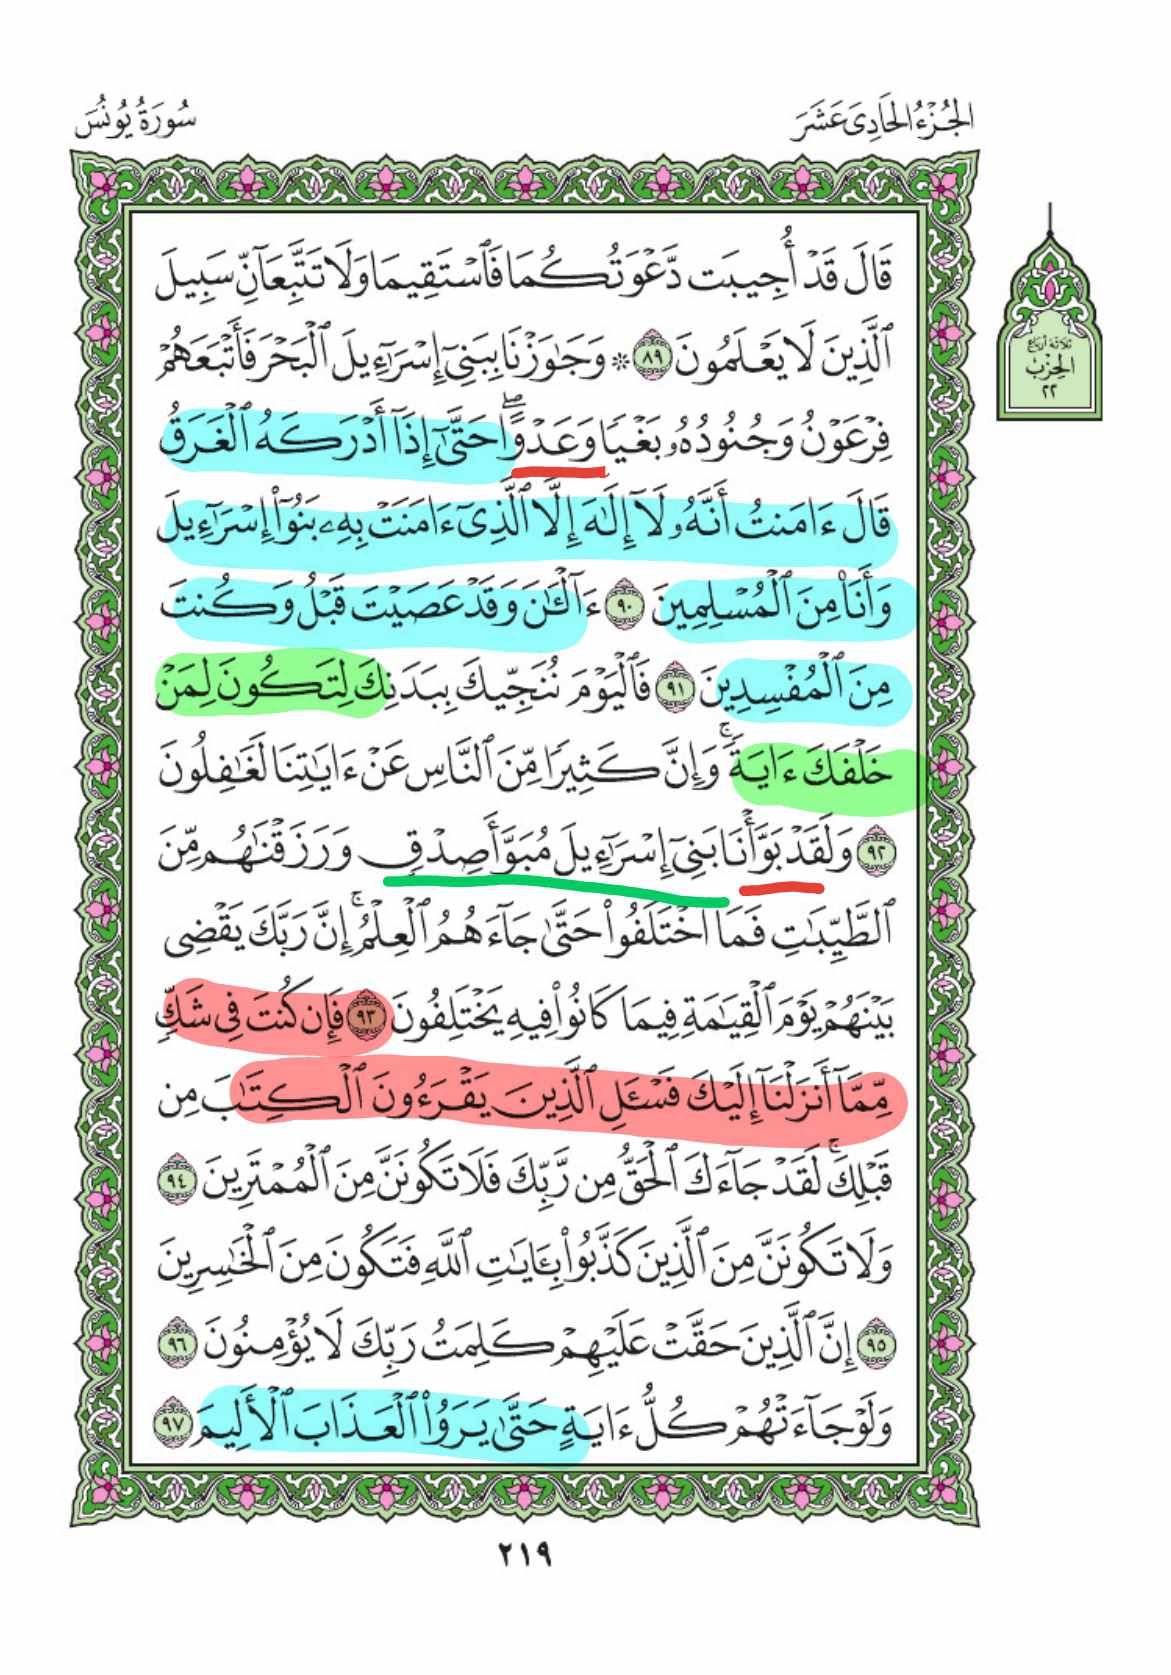 الجُزْءُ الحَادِىَ عَشَرَ
سُورَةُ يُونُسَ
ثلاثة أرباع
الحِزْبُ
٢٢
قَالَ قَدْ أُجِيبَت دَّعْوَتُكُمَا فَٱسْتَقِيمَا وَلَا تَتَّبِعَآنِّ سَبِيلَ
ٱلَّذِينَ لَا يَعْلَمُونَ ٨٩ ۞ وَجَٰوَزْنَا بِبَنِىٓ إِسْرَٰٓءِيلَ ٱلْبَحْرَ فَأَتْبَعَهُمْ
فِرْعَوْنُ وَجُنُودُهُۥ بَغْيًا وَعَدْوًا ۖ حَتَّىٰٓ إِذَآ أَدْرَكَهُ ٱلْغَرَقُ
قَالَ ءَامَنتُ أَنَّهُۥ لَآ إِلَٰهَ إِلَّا ٱلَّذِىٓ ءَامَنَتْ بِهِۦ بَنُوٓا۟ إِسْرَٰٓءِيلَ
وَأَنَا۠ مِنَ ٱلْمُسْلِمِينَ ٩٠ ءَآلْـَٰٔنَ وَقَدْ عَصَيْتَ قَبْلُ وَكُنتَ
مِنَ ٱلْمُفْسِدِينَ ٩١ فَٱلْيَوْمَ نُنَجِّيكَ بِبَدَنِكَ لِتَكُونَ لِمَنْ
خَلْفَكَ ءَايَةً ۚ وَإِنَّ كَثِيرًا مِّنَ ٱلنَّاسِ عَنْ ءَايَٰتِنَا لَغَٰفِلُونَ
٩٢ وَلَقَدْ بَوَّأْنَا بَنِىٓ إِسْرَٰٓءِيلَ مُبَوَّأَ صِدْقٍ وَرَزَقْنَٰهُم مِّنَ
ٱلطَّيِّبَٰتِ فَمَا ٱخْتَلَفُوا۟ حَتَّىٰ جَآءَهُمُ ٱلْعِلْمُ ۚ إِنَّ رَبَّكَ يَقْضِى
بَيْنَهُمْ يَوْمَ ٱلْقِيَٰمَةِ فِيمَا كَانُوا۟ فِيهِ يَخْتَلِفُونَ ٩٣ فَإِن كُنتَ فِى شَكٍّ
مِّمَّآ أَنزَلْنَآ إِلَيْكَ فَسْـَٔلِ ٱلَّذِينَ يَقْرَءُونَ ٱلْكِتَٰبَ مِن
قَبْلِكَ ۚ لَقَدْ جَآءَكَ ٱلْحَقُّ مِن رَّبِّكَ فَلَا تَكُونَنَّ مِنَ ٱلْمُمْتَرِينَ ٩٤
وَلَا تَكُونَنَّ مِنَ ٱلَّذِينَ كَذَّبُوا۟ بِـَٔايَٰتِ ٱللَّهِ فَتَكُونَ مِنَ ٱلْخَٰسِرِينَ
٩٥ إِنَّ ٱلَّذِينَ حَقَّتْ عَلَيْهِمْ كَلِمَتُ رَبِّكَ لَا يُؤْمِنُونَ ٩٦
وَلَوْ جَآءَتْهُمْ كُلُّ ءَايَةٍ حَتَّىٰ يَرَوُا۟ ٱلْعَذَابَ ٱلْأَلِيمَ ٩٧
٢١٩